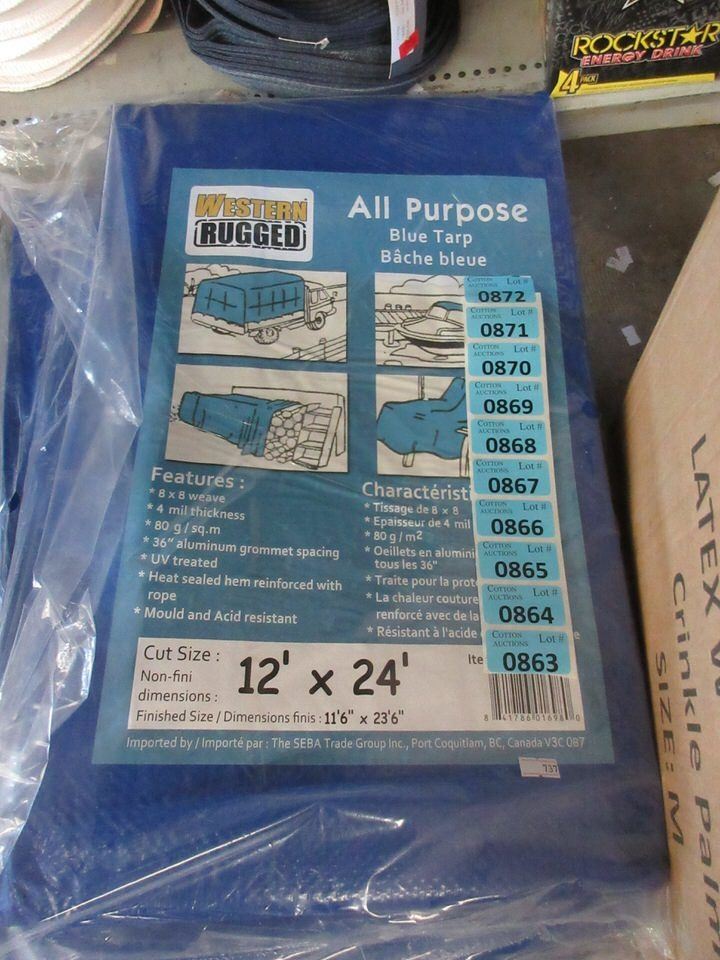 ROCKSTAR
ENERGY DRINK
4 PACK
WESTERN
RUGGED
All Purpose
Blue Tarp
Bâche bleue
COTTON AUCTIONS Lot #
0872
COTTON AUCTIONS Lot #
0871
COTTON AUCTIONS Lot #
0870
COTTON AUCTIONS Lot #
0869
COTTON AUCTIONS Lot #
0868
COTTON AUCTIONS Lot #
0867
COTTON AUCTIONS Lot #
0866
COTTON AUCTIONS Lot #
0865
COTTON AUCTIONS Lot #
0864
COTTON AUCTIONS Lot #
0863
Features :
* 8 x 8 weave
* 4 mil thickness
* 80 g / sq.m
* 36" aluminum grommet spacing
* UV treated
* Heat sealed hem reinforced with
rope
* Mould and Acid resistant
Charactéristi
* Tissage de 8 x 8
* Epaisseur de 4 mil
* 80 g / m²
* Oeillets en alumini
tous les 36"
* Traite pour la prot
* La chaleur couture
renforcé avec de la
* Résistant à l'acide
Cut Size :
Non-fini
dimensions :
12' x 24'
Ite
Finished Size / Dimensions finis : 11'6" x 23'6"
8 41786 01698 0
Imported by / Importé par : The SEBA Trade Group Inc., Port Coquitlam, BC, Canada V3C 0B7
737
LATEX W
Crinkle palm
SIZE: M